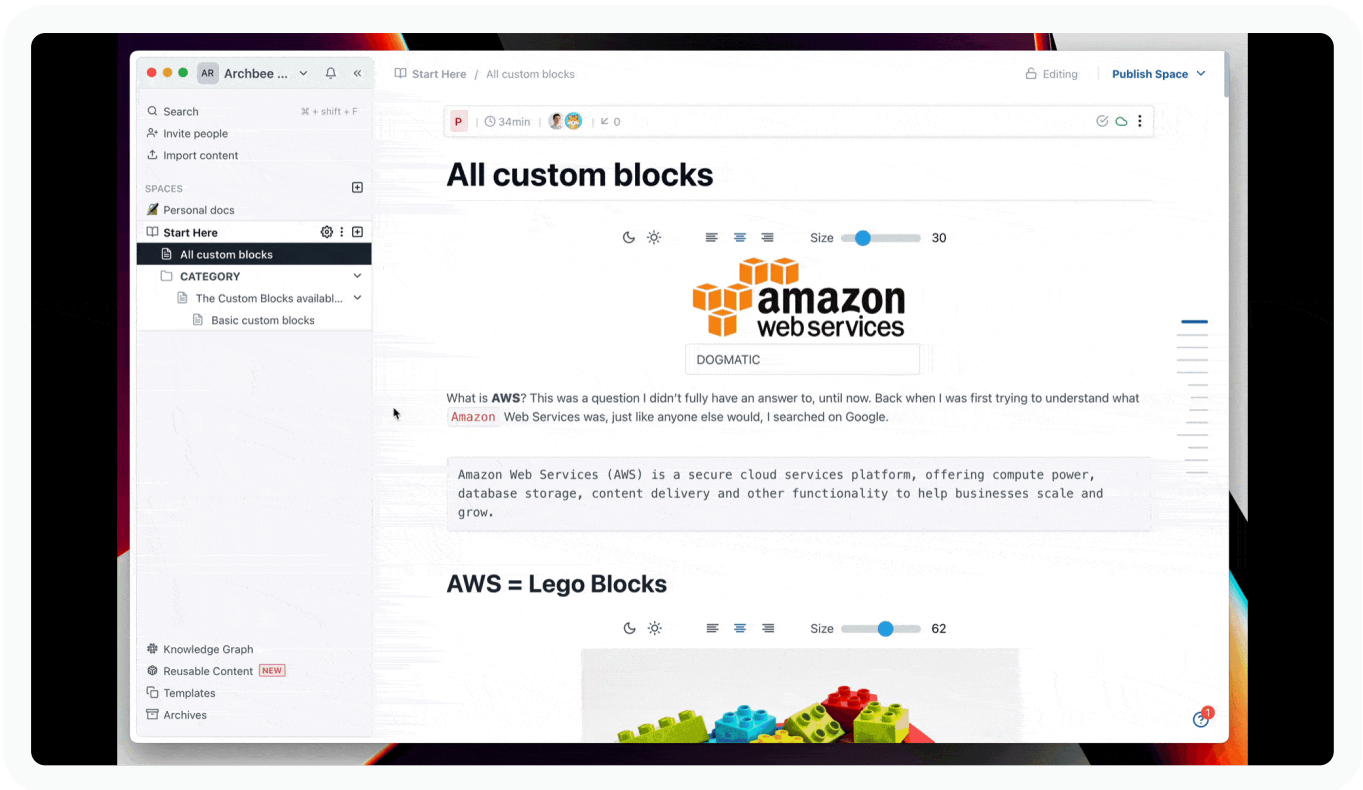 AR Archbee ...
Search ⌘ + shift + F
Invite people
Import content
SPACES
Personal docs
Start Here
All custom blocks
CATEGORY
The Custom Blocks availabl...
Basic custom blocks
Knowledge Graph
Reusable Content NEW
Templates
Archives
Start Here / All custom blocks
Editing
Publish Space
P | 34min | | 0
All custom blocks
Size 30
amazon
web services
DOGMATIC
What is AWS? This was a question I didn't fully have an answer to, until now. Back when I was first trying to understand what
Amazon Web Services was, just like anyone else would, I searched on Google.
Amazon Web Services (AWS) is a secure cloud services platform, offering compute power,
database storage, content delivery and other functionality to help businesses scale and
grow.
AWS = Lego Blocks
Size 62
1